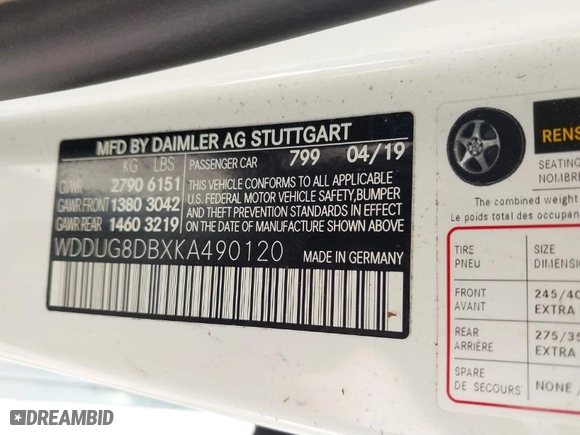 MFD BY DAIMLER AG STUTTGART
KG LBS PASSENGER CAR 799 04/19
GVWR 2790 6151
GAWR FRONT 1380 3042
GAWR REAR 1460 3219
THIS VEHICLE CONFORMS TO ALL APPLICABLE
U.S. FEDERAL MOTOR VEHICLE SAFETY, BUMPER
AND THEFT PREVENTION STANDARDS IN EFFECT
ON THE DATE OF MANUFACTURE SHOWN ABOVE
WDDUG8DBXKA490120 MADE IN GERMANY
RENS
SEATING
NOMBRE
The combined weight
Le poids total des occupan
TIRE SIZE
PNEU DIMENSI
FRONT 245/40
AVANT EXTRA
REAR 275/35
ARRIÈRE EXTRA
SPARE
DE SECOURS NONE /
DREAMBID